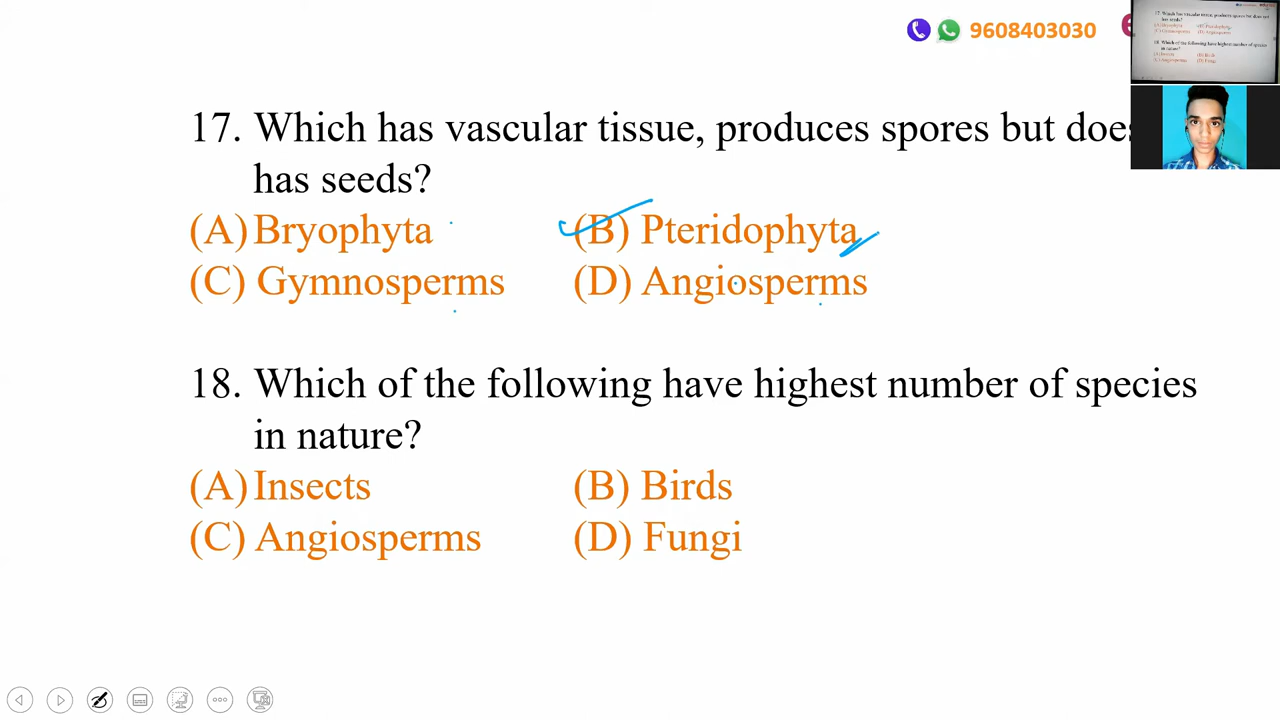 9608403030
17. Which has vascular tissue, produces spores but does
has seeds?
(A) Bryophyta (B) Pteridophyta
(C) Gymnosperms (D) Angiosperms
18. Which of the following have highest number of species
in nature?
(A) Insects (B) Birds
(C) Angiosperms (D) Fungi